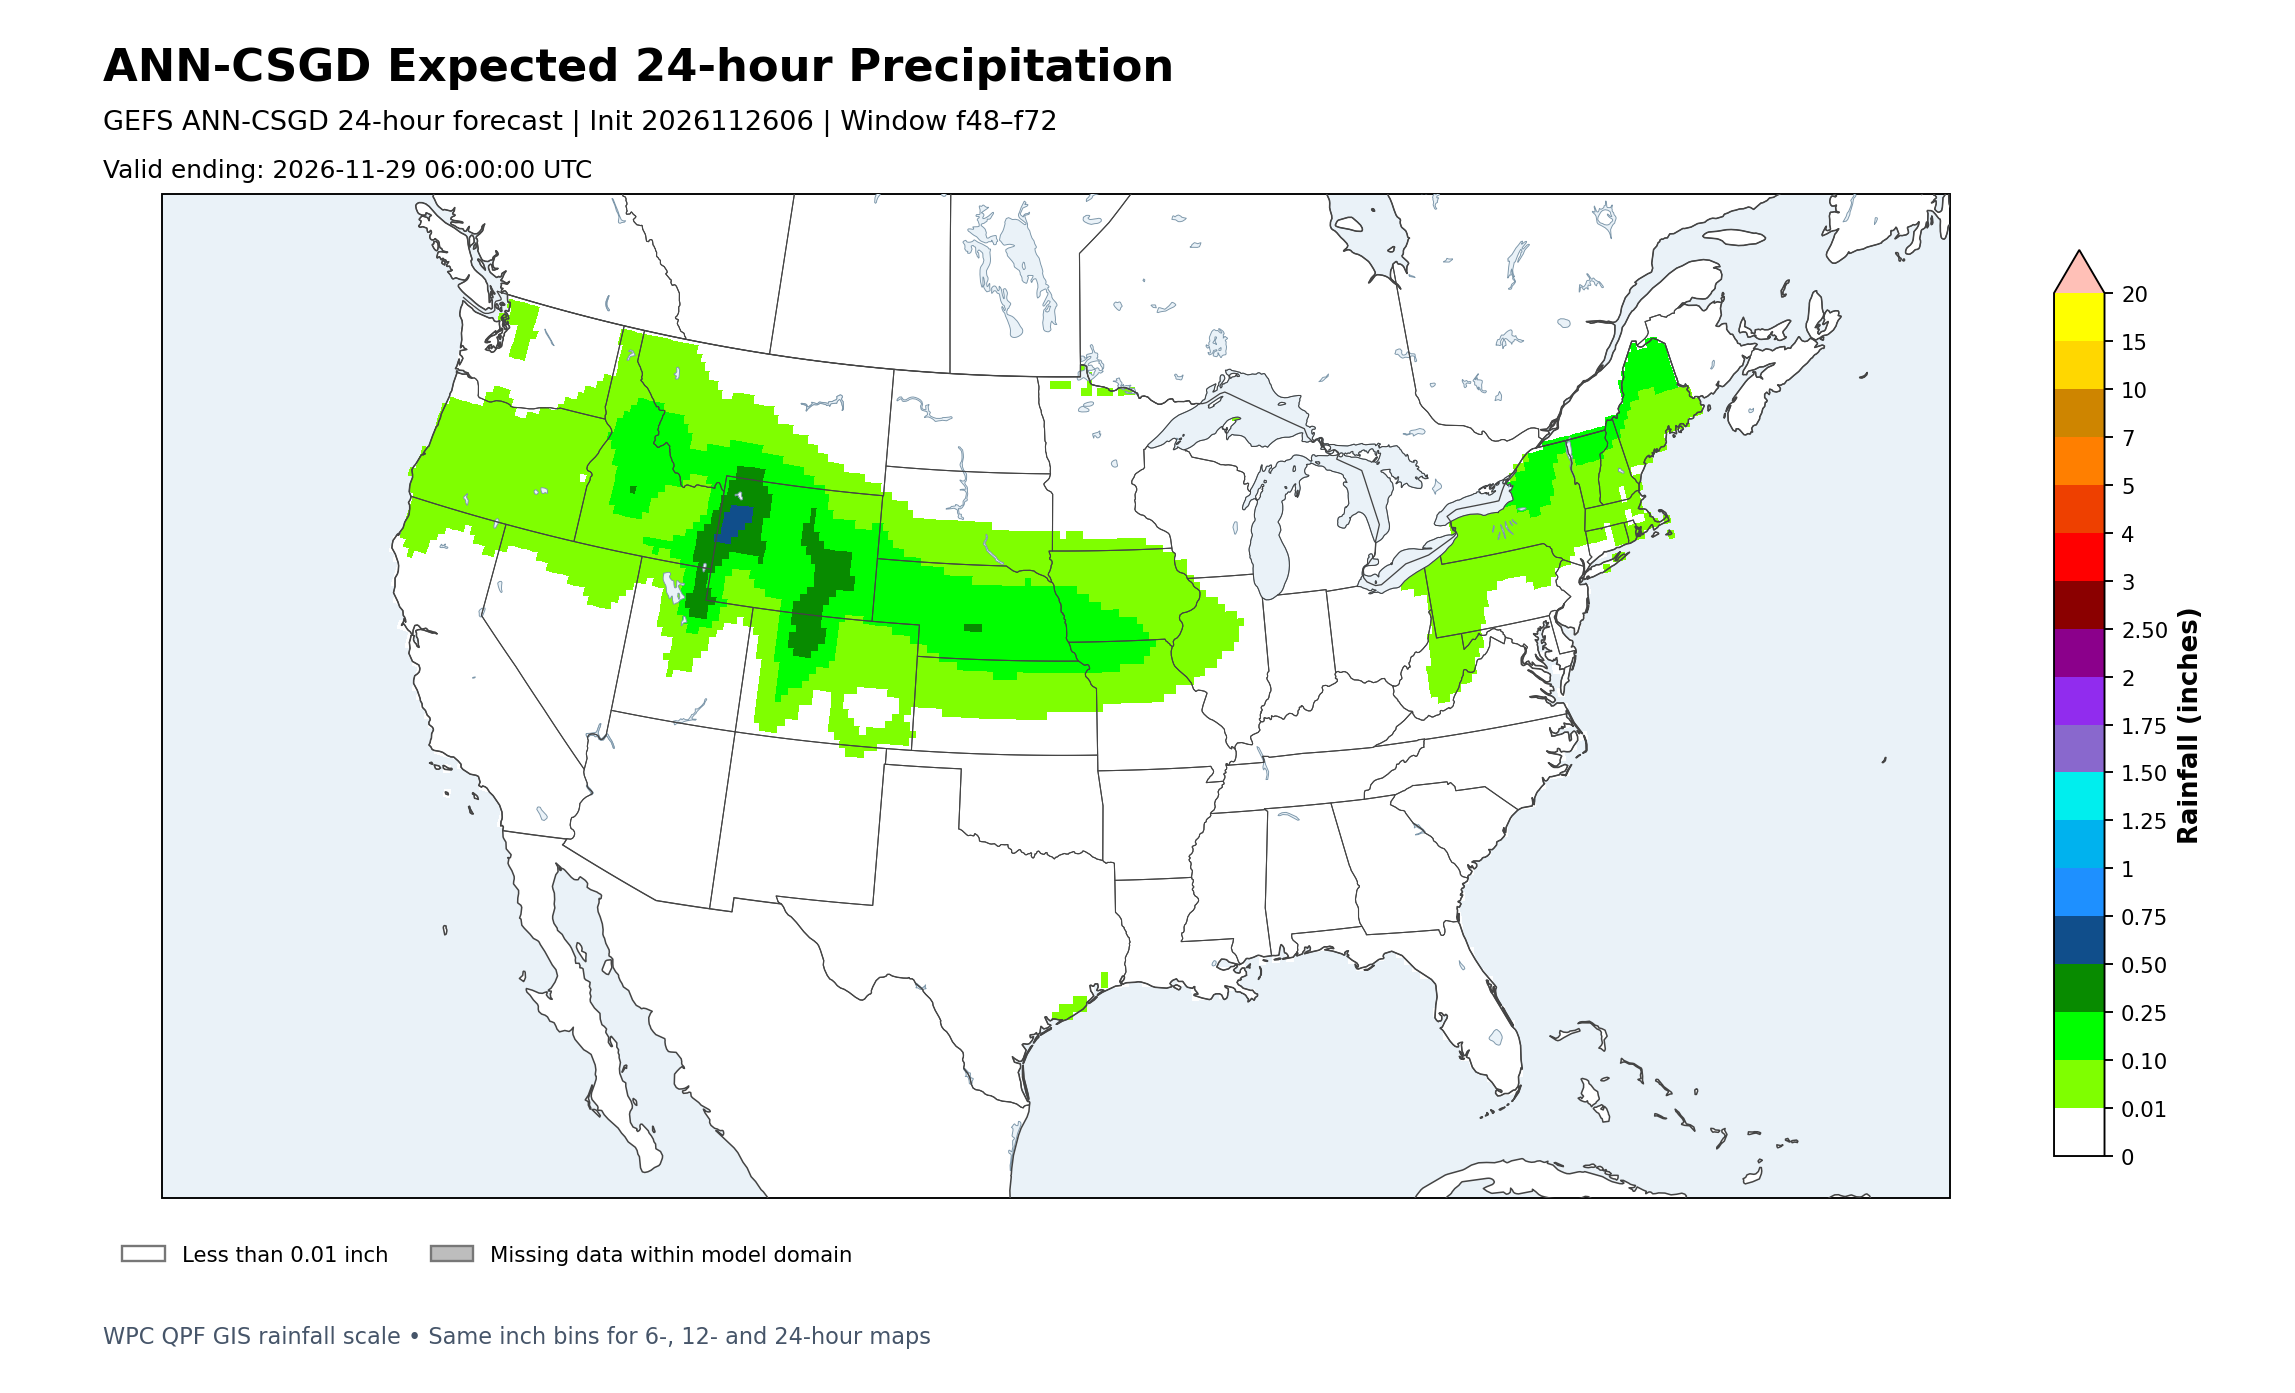 ANN-CSGD Expected 24-hour Precipitation
GEFS ANN-CSGD 24-hour forecast | Init 2026112606 | Window f48–f72
Valid ending: 2026-11-29 06:00:00 UTC
20
15
10
7
5
4
3
2.50
2
1.75
1.50
1.25
1
0.75
0.50
0.25
0.10
0.01
0
Rainfall (inches)
Less than 0.01 inch
Missing data within model domain
WPC QPF GIS rainfall scale • Same inch bins for 6-, 12- and 24-hour maps